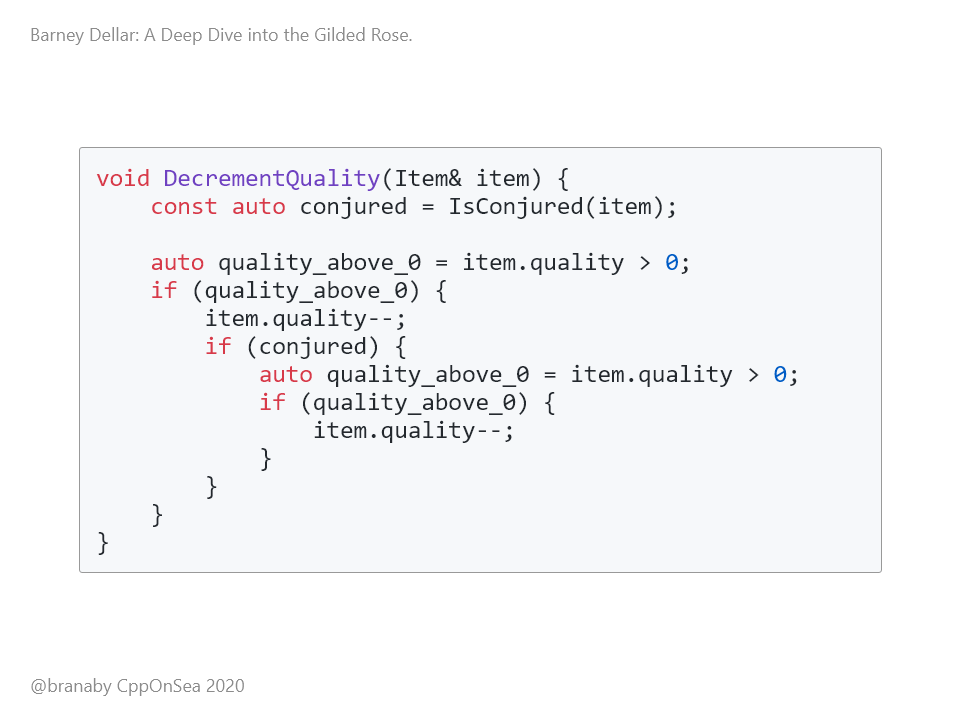 Barney Dellar: A Deep Dive into the Gilded Rose.
void DecrementQuality(Item& item) {
    const auto conjured = IsConjured(item);

    auto quality_above_0 = item.quality > 0;
    if (quality_above_0) {
        item.quality--;
        if (conjured) {
            auto quality_above_0 = item.quality > 0;
            if (quality_above_0) {
                item.quality--;
            }
        }
    }
}
@branaby CppOnSea 2020